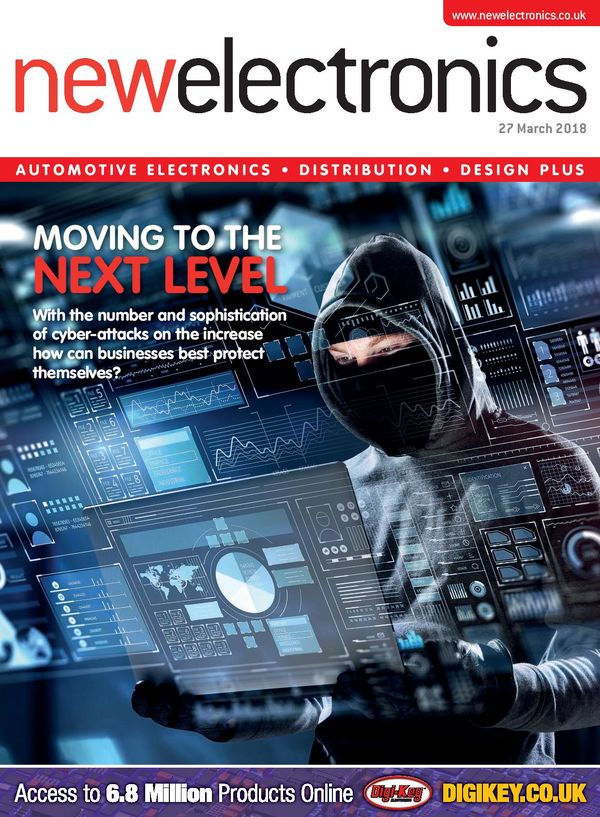 www.newelectronics.co.uk
newelectronics
27 March 2018
AUTOMOTIVE ELECTRONICS • DISTRIBUTION • DESIGN PLUS
MOVING TO THE
NEXT LEVEL
With the number and sophistication
of cyber-attacks on the increase
how can businesses best protect
themselves?
IDENTIFICATION
Access to 6.8 Million Products Online
Digi-Key
ELECTRONICS
DIGIKEY.CO.UK